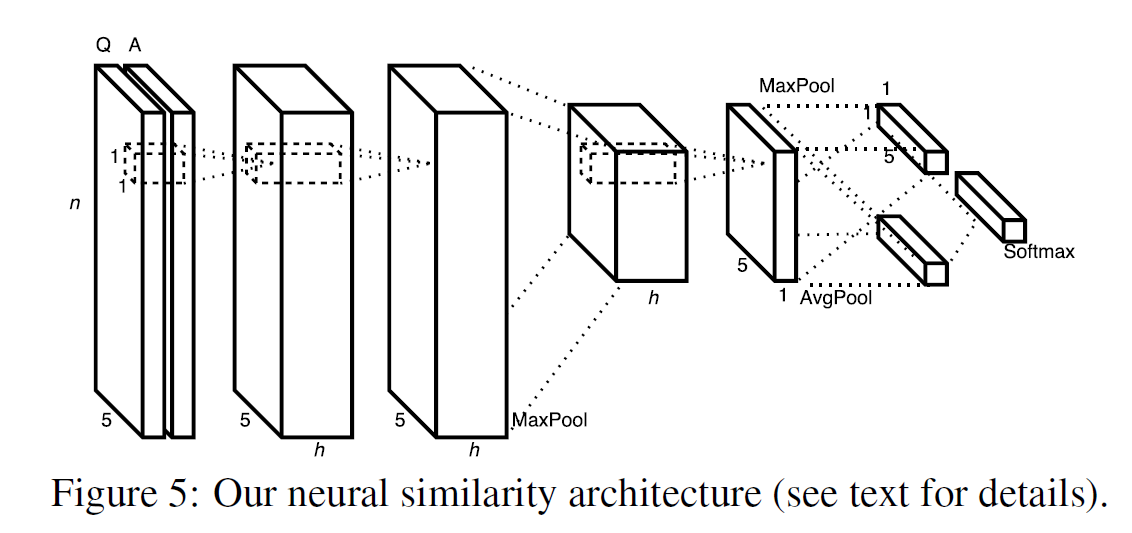 Q A
MaxPool
1
1
1
5
1
n
Softmax
5
1 AvgPool
h
5
5
5
MaxPool
h
h
Figure 5: Our neural similarity architecture (see text for details).